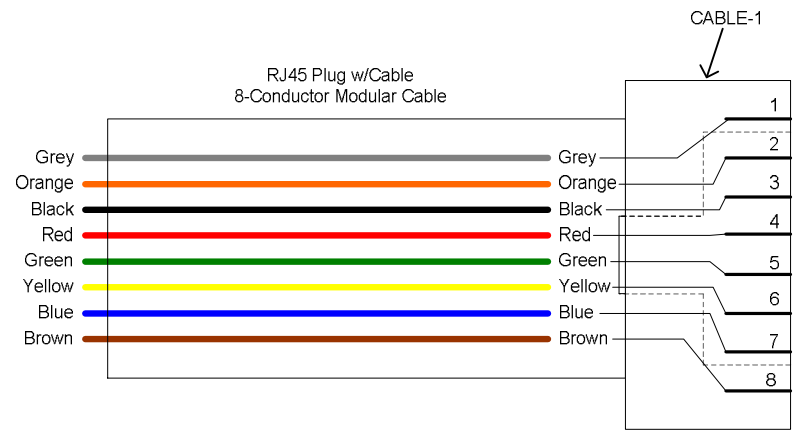 CABLE-1
RJ45 Plug w/Cable
8-Conductor Modular Cable
1
Grey Grey 2
Orange Orange 3
Black Black 4
Red Red
Green Green 5
Yellow Yellow 6
Blue Blue 7
Brown Brown 8